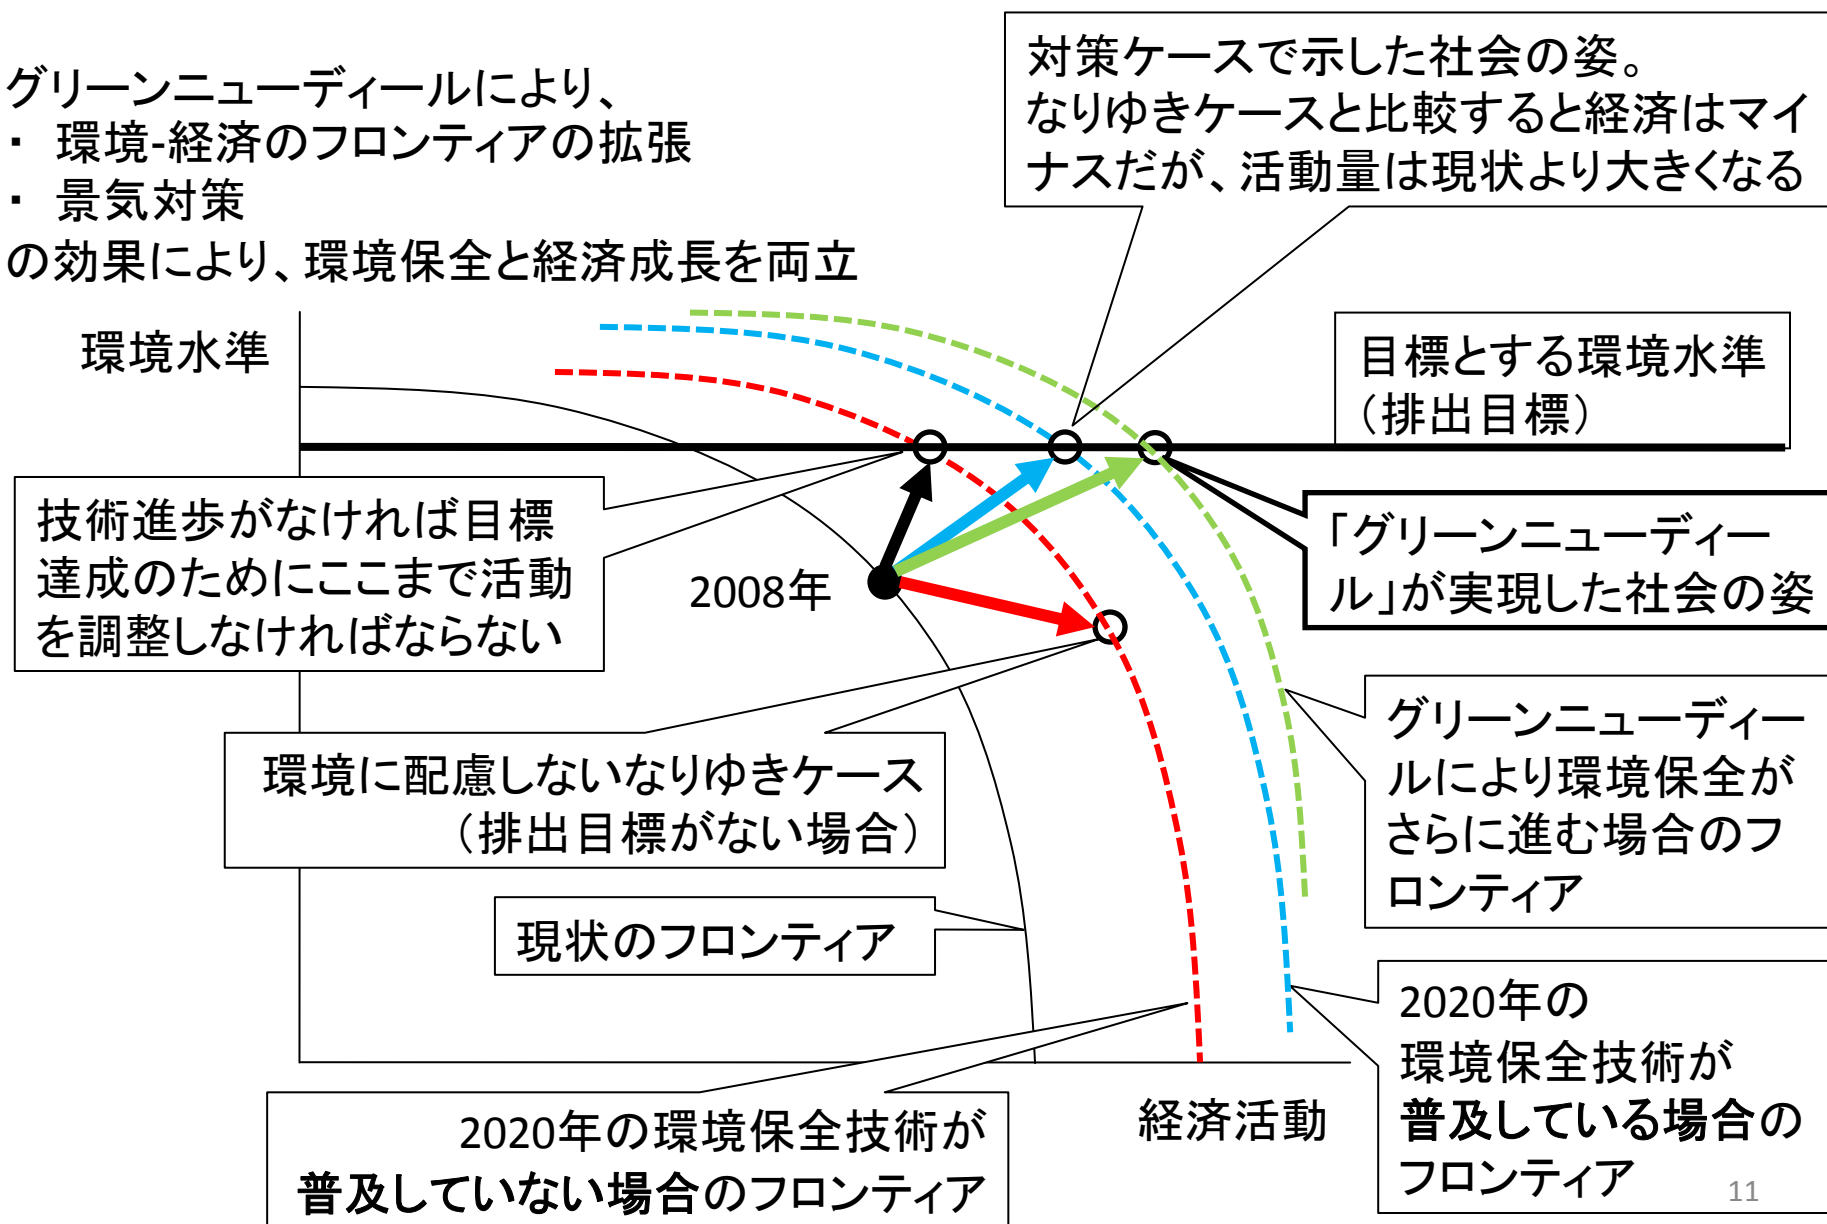 グリーンニューディールにより、
・ 環境-経済のフロンティアの拡張
・ 景気対策
の効果により、環境保全と経済成長を両立
対策ケースで示した社会の姿。
なりゆきケースと比較すると経済はマイ
ナスだが、活動量は現状より大きくなる
環境水準
目標とする環境水準
（排出目標）
技術進歩がなければ目標
達成のためにここまで活動
を調整しなければならない
2008年
「グリーンニューディー
ル」が実現した社会の姿
環境に配慮しないなりゆきケース
（排出目標がない場合）
グリーンニューディー
ルにより環境保全が
さらに進む場合のフ
ロンティア
現状のフロンティア
2020年の
環境保全技術が
普及している場合の
フロンティア
経済活動
2020年の環境保全技術が
普及していない場合のフロンティア
11